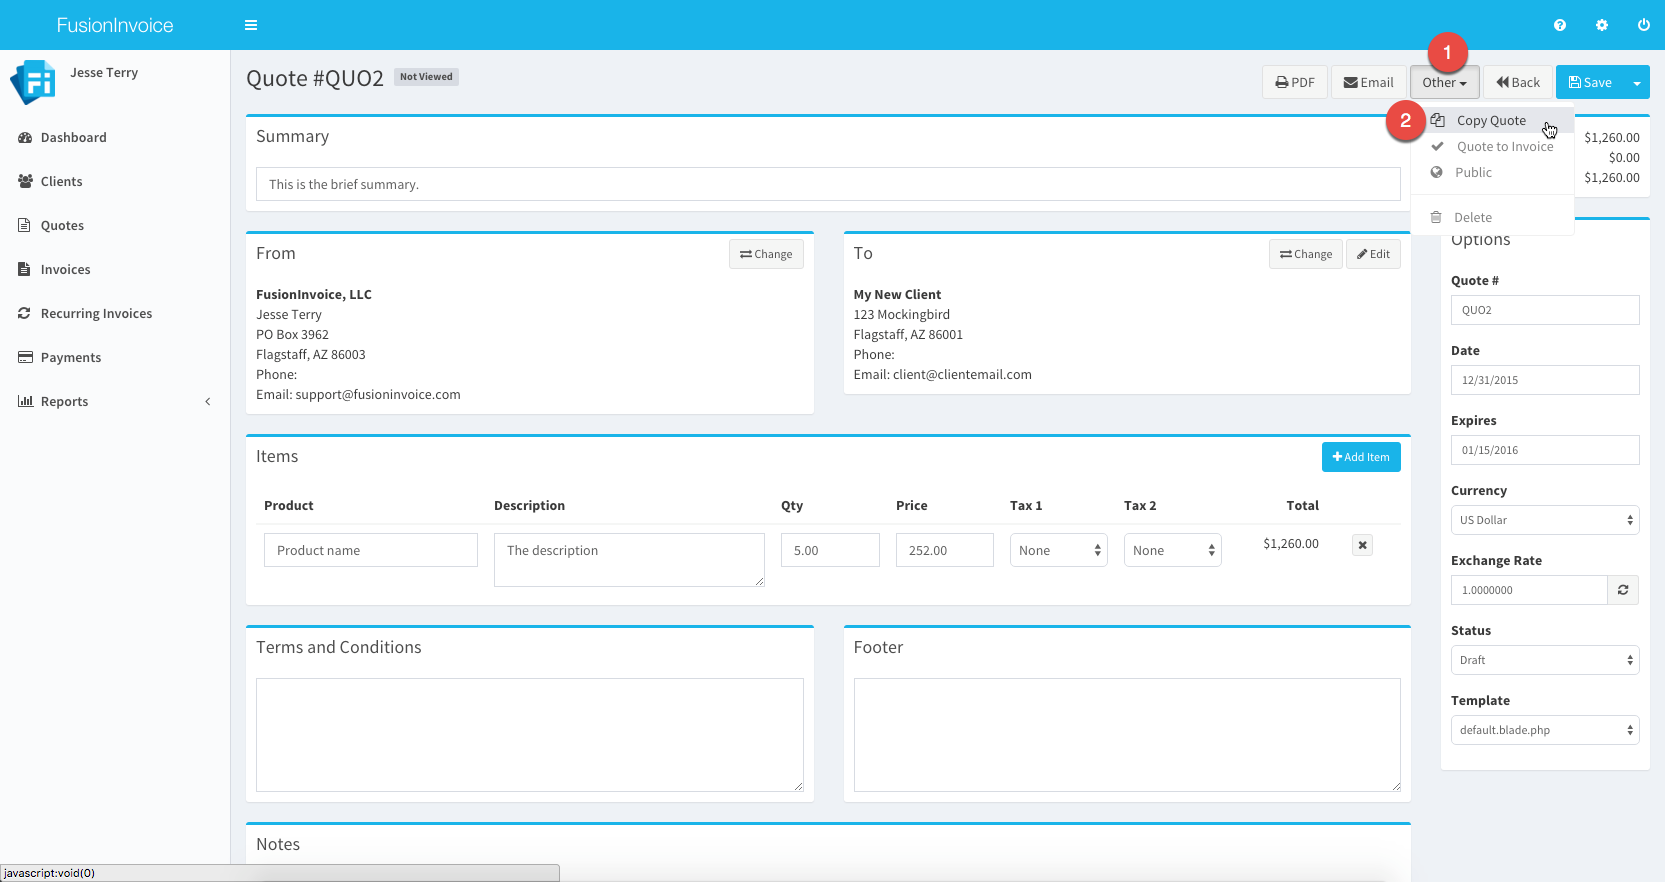 FusionInvoice
Jesse Terry
Dashboard
Clients
Quotes
Invoices
Recurring Invoices
Payments
Reports
Quote #QUO2 Not Viewed
PDF Email Other Back Save
1
2
Copy Quote
Quote to Invoice
Public
Delete
$1,260.00
$0.00
$1,260.00
Summary
This is the brief summary.
From Change
FusionInvoice, LLC
Jesse Terry
PO Box 3962
Flagstaff, AZ 86003
Phone:
Email: support@fusioninvoice.com
To Change Edit
My New Client
123 Mockingbird
Flagstaff, AZ 86001
Phone:
Email: client@clientemail.com
Items Add Item
Product Description Qty Price Tax 1 Tax 2 Total
Product name The description 5.00 252.00 None None $1,260.00
Terms and Conditions
Footer
Notes
Options
Quote #
QUO2
Date
12/31/2015
Expires
01/15/2016
Currency
US Dollar
Exchange Rate
1.0000000
Status
Draft
Template
default.blade.php
javascript:void(0)